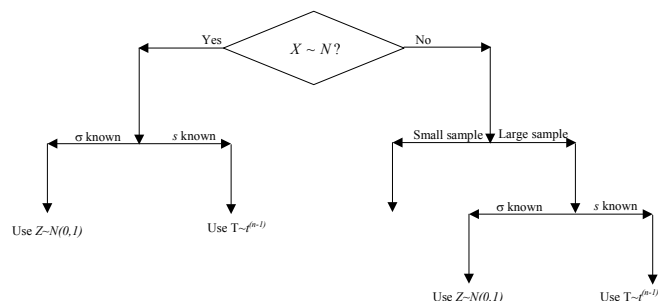 Yes
X ~ N?
No
σ known
s known
Small sample
Large sample
Use Z~N(0,1)
Use T~t(n-1)
σ known
s known
Use Z~N(0,1)
Use T~t(n-1)